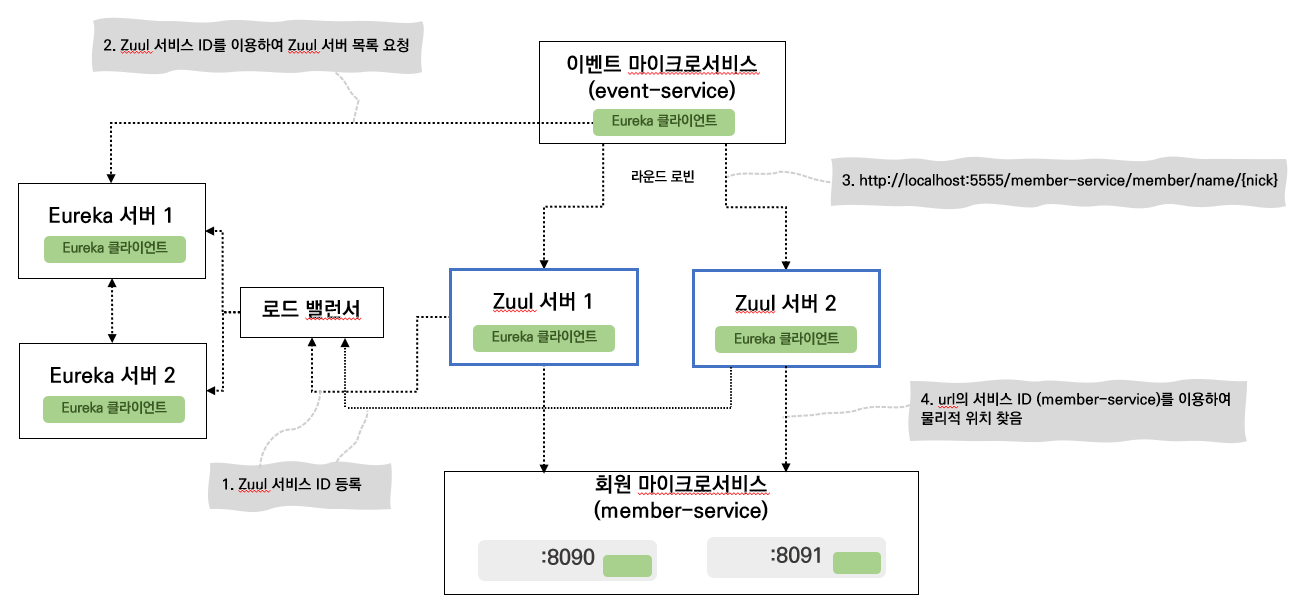 2. Zuul 서비스 ID를 이용하여 Zuul 서버 목록 요청
이벤트 마이크로서비스
(event-service)
Eureka 클라이언트
라운드 로빈
3. http://localhost:5555/member-service/member/name/{nick}
Eureka 서버 1
Eureka 클라이언트
로드 밸런서
Zuul 서버 1
Eureka 클라이언트
Zuul 서버 2
Eureka 클라이언트
Eureka 서버 2
Eureka 클라이언트
4. url의 서비스 ID (member-service)를 이용하여
물리적 위치 찾음
1. Zuul 서비스 ID 등록
회원 마이크로서비스
(member-service)
:8090
:8091